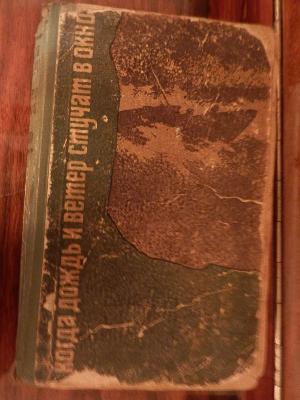 когда дождь и ветер стучат в окно